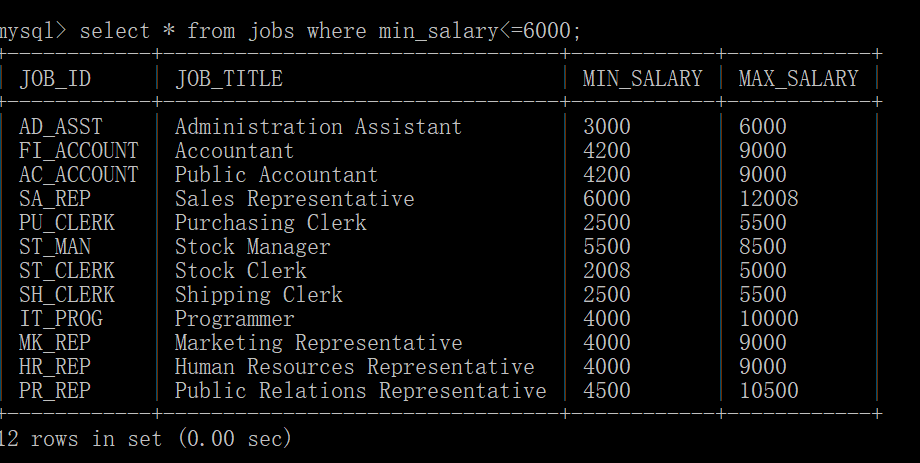 mysql> select * from jobs where min_salary<=6000;
JOB_ID | JOB_TITLE | MIN_SALARY | MAX_SALARY
AD_ASST | Administration Assistant | 3000 | 6000
FI_ACCOUNT | Accountant | 4200 | 9000
AC_ACCOUNT | Public Accountant | 4200 | 9000
SA_REP | Sales Representative | 6000 | 12008
PU_CLERK | Purchasing Clerk | 2500 | 5500
ST_MAN | Stock Manager | 5500 | 8500
ST_CLERK | Stock Clerk | 2008 | 5000
SH_CLERK | Shipping Clerk | 2500 | 5500
IT_PROG | Programmer | 4000 | 10000
MK_REP | Marketing Representative | 4000 | 9000
HR_REP | Human Resources Representative | 4000 | 9000
PR_REP | Public Relations Representative | 4500 | 10500
12 rows in set (0.00 sec)